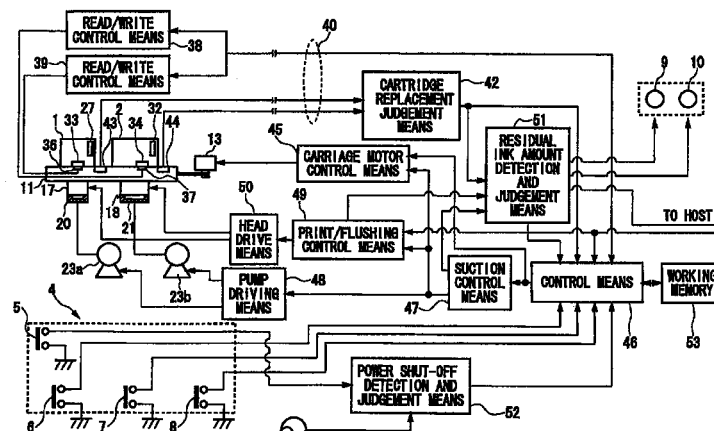 READ/WRITE
CONTROL MEANS
38
39
READ/WRITE
CONTROL MEANS
40
CARTRIDGE
REPLACEMENT
JUDGEMENT
MEANS
42
9
10
1
33
27
2
34
32
43
44
13
36
11
17
20
18
21
37
45
CARRIAGE MOTOR
CONTROL MEANS
51
RESIDUAL
INK AMOUNT
DETECTION
AND
JUDGEMENT
MEANS
TO HOST
50
HEAD
DRIVE
MEANS
49
PRINT/FLUSHING
CONTROL MEANS
23a
23b
PUMP
DRIVING
MEANS
48
SUCTION
CONTROL
MEANS
47
CONTROL MEANS
46
WORKING
MEMORY
53
4
5
6
7
8
POWER SHUT-OFF
DETECTION AND
JUDGEMENT MEANS
52